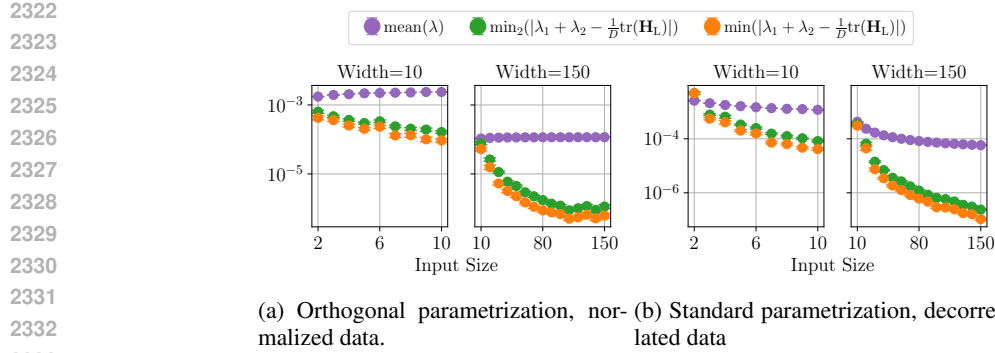 2322
2323
2324
2325
2326
2327
2328
2329
2330
2331
2332
mean(λ) min₂(|λ₁ + λ₂ − 1/D tr(H_L)|) min(|λ₁ + λ₂ − 1/D tr(H_L)|)
Width=10 Width=150
10⁻³
10⁻⁵
2 6 10 10 80 150
Input Size
Width=10 Width=150
10⁻⁴
10⁻⁶
2 6 10 10 80 150
Input Size
(a) Orthogonal parametrization, nor-
malized data.
(b) Standard parametrization, decorre
lated data